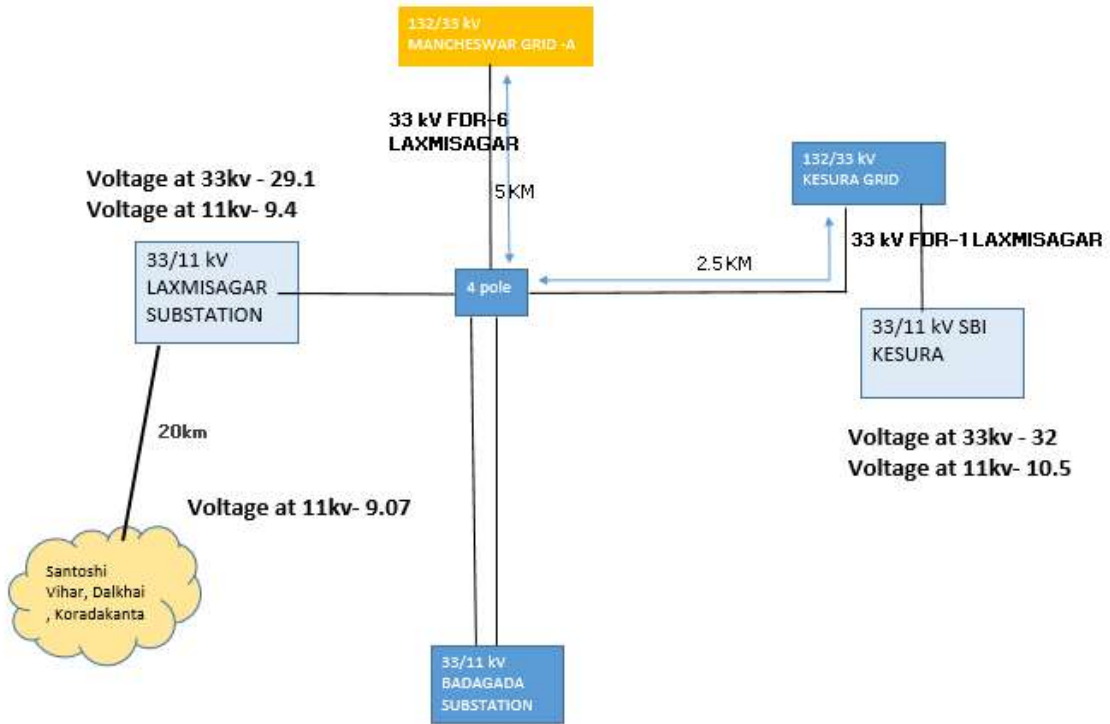 132/33 kV
MANCHESWAR GRID -A
33 kV FDR-6
LAXMISAGAR
5 KM
132/33 kV
KESURA GRID
Voltage at 33kv - 29.1
Voltage at 11kv- 9.4
33/11 kV
LAXMISAGAR
SUBSTATION
4 pole
2.5 KM
33 kV FDR-1 LAXMISAGAR
33/11 kV SBI
KESURA
Voltage at 33kv - 32
Voltage at 11kv- 10.5
20km
Voltage at 11kv- 9.07
Santoshi
Vihar, Dalkhai
, Koradakanta
33/11 kV
BADAGADA
SUBSTATION